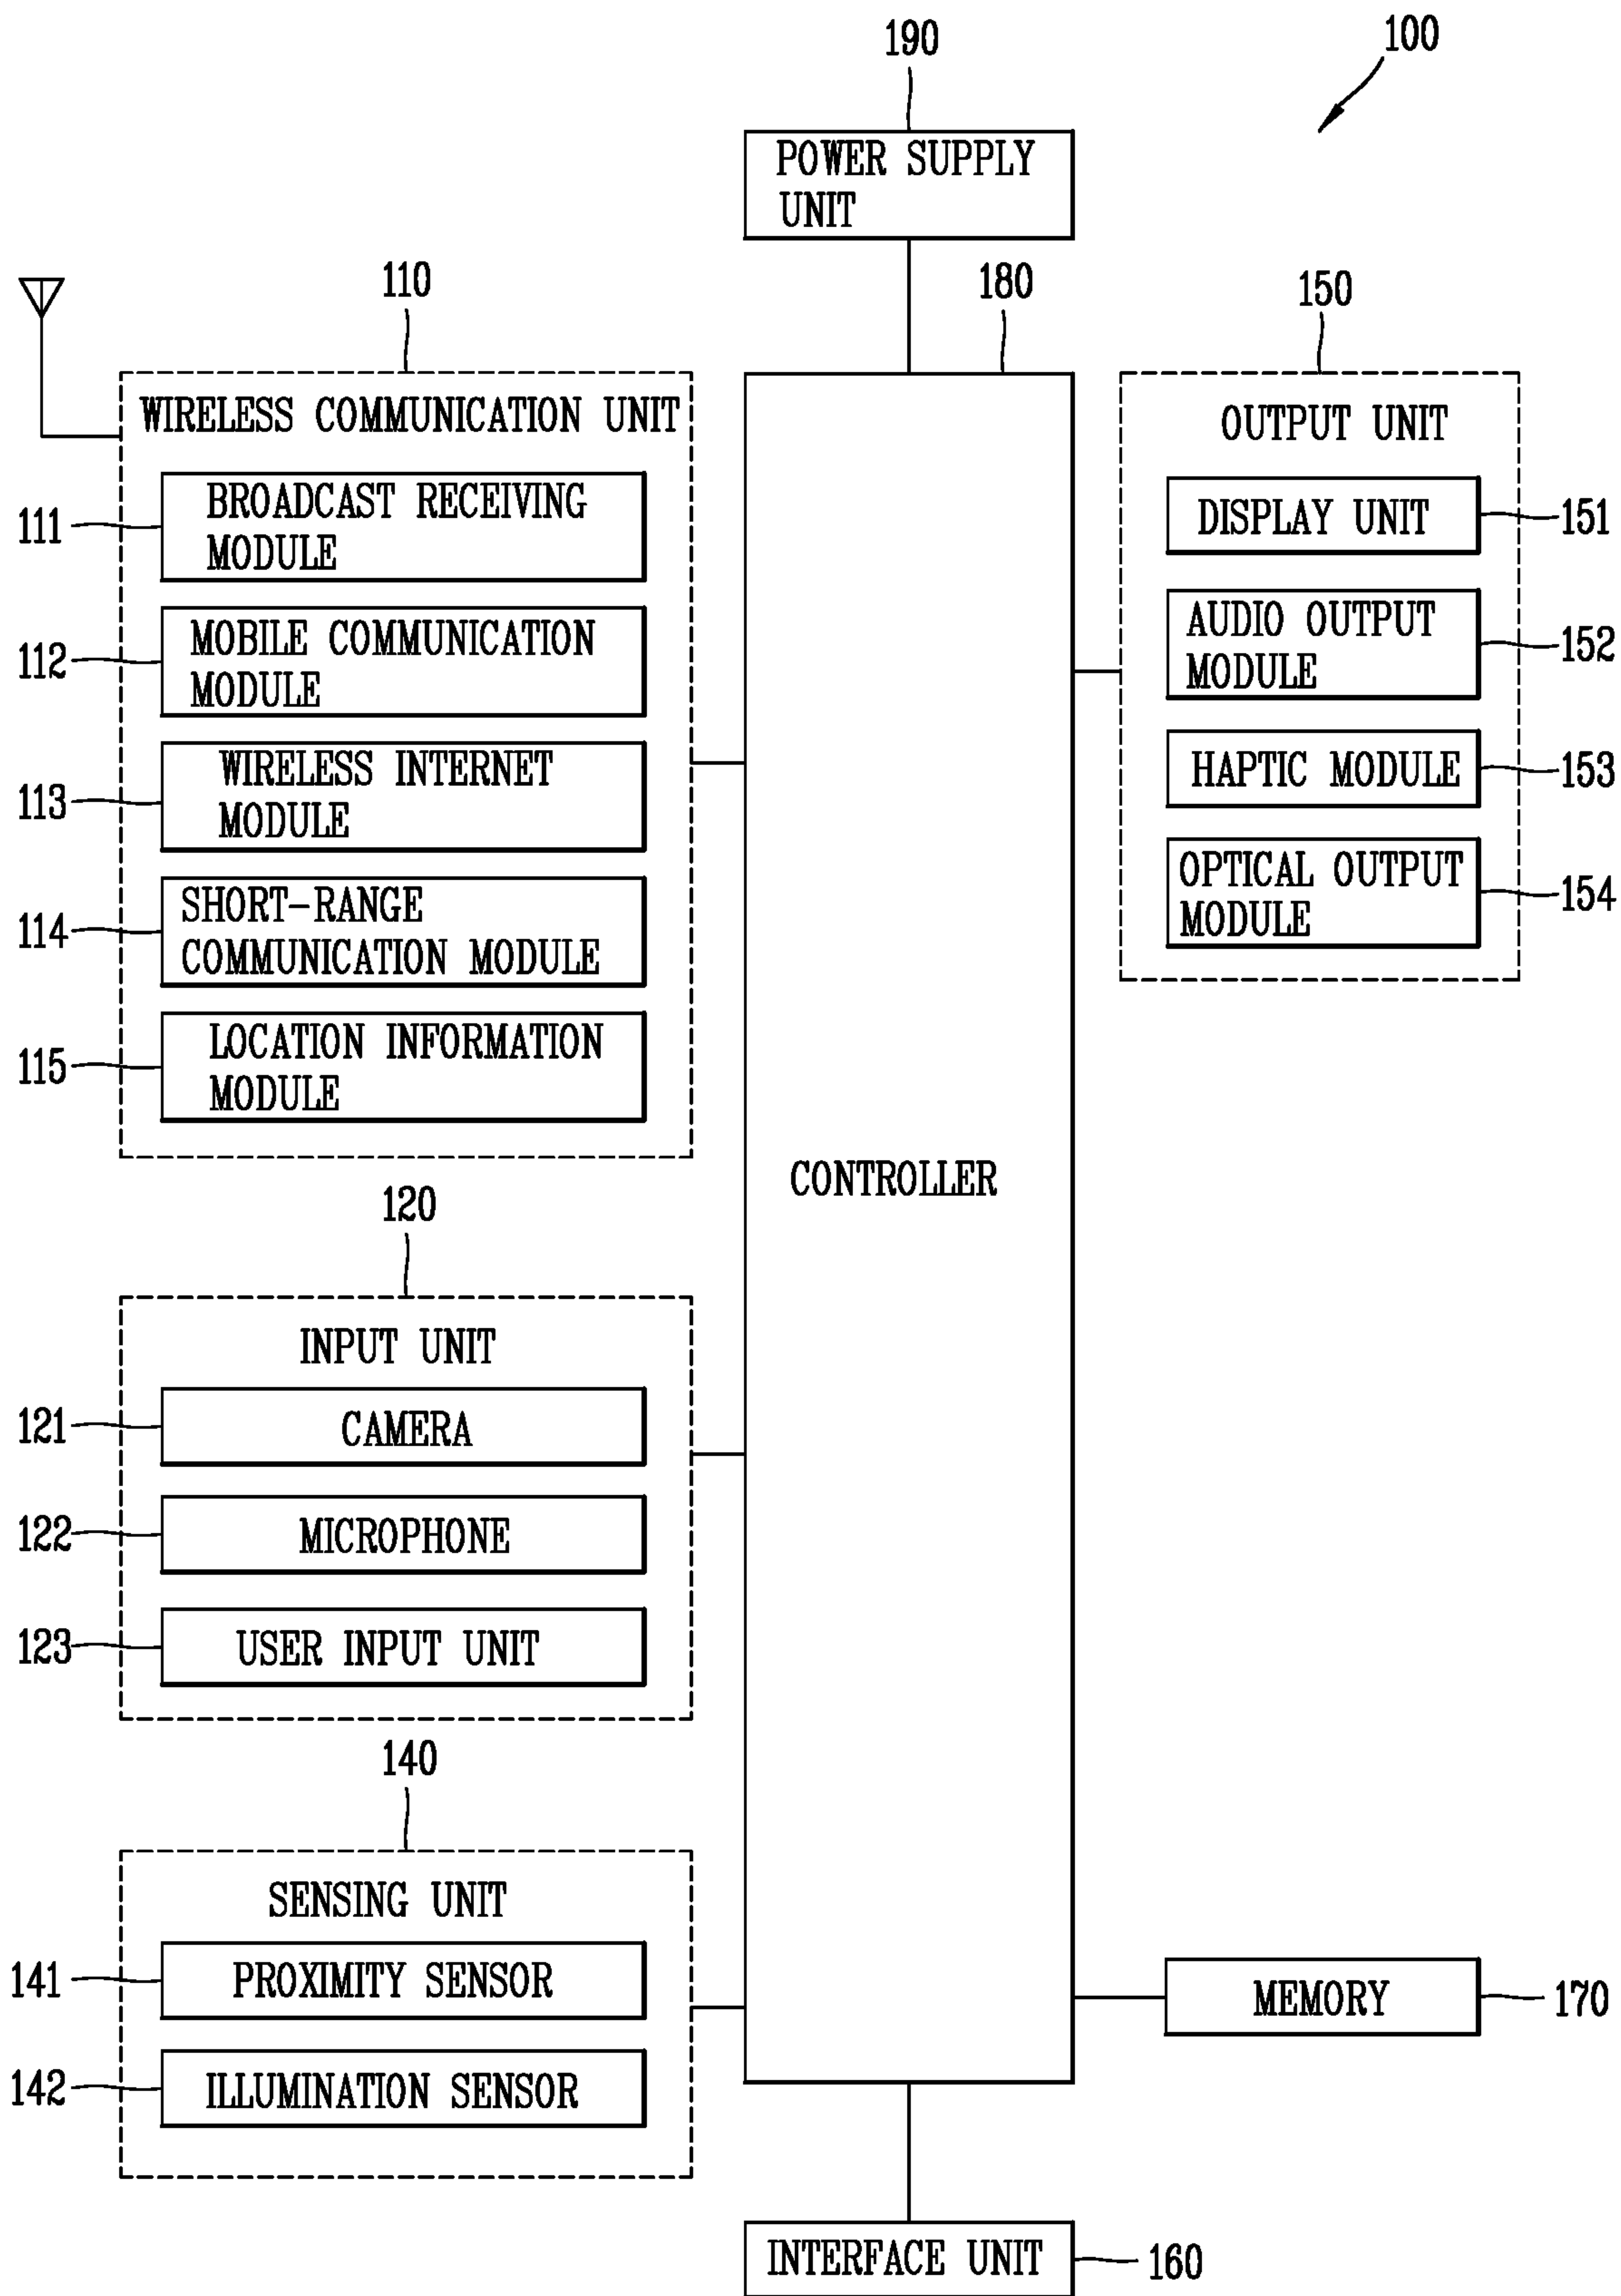 190
100
POWER SUPPLY
UNIT
110
180
150
WIRELESS COMMUNICATION UNIT
111
BROADCAST RECEIVING
MODULE
112
MOBILE COMMUNICATION
MODULE
113
WIRELESS INTERNET
MODULE
114
SHORT-RANGE
COMMUNICATION MODULE
115
LOCATION INFORMATION
MODULE
120
INPUT UNIT
121
CAMERA
122
MICROPHONE
123
USER INPUT UNIT
140
SENSING UNIT
141
PROXIMITY SENSOR
142
ILLUMINATION SENSOR
CONTROLLER
OUTPUT UNIT
DISPLAY UNIT
151
AUDIO OUTPUT
MODULE
152
HAPTIC MODULE
153
OPTICAL OUTPUT
MODULE
154
MEMORY
170
INTERFACE UNIT
160